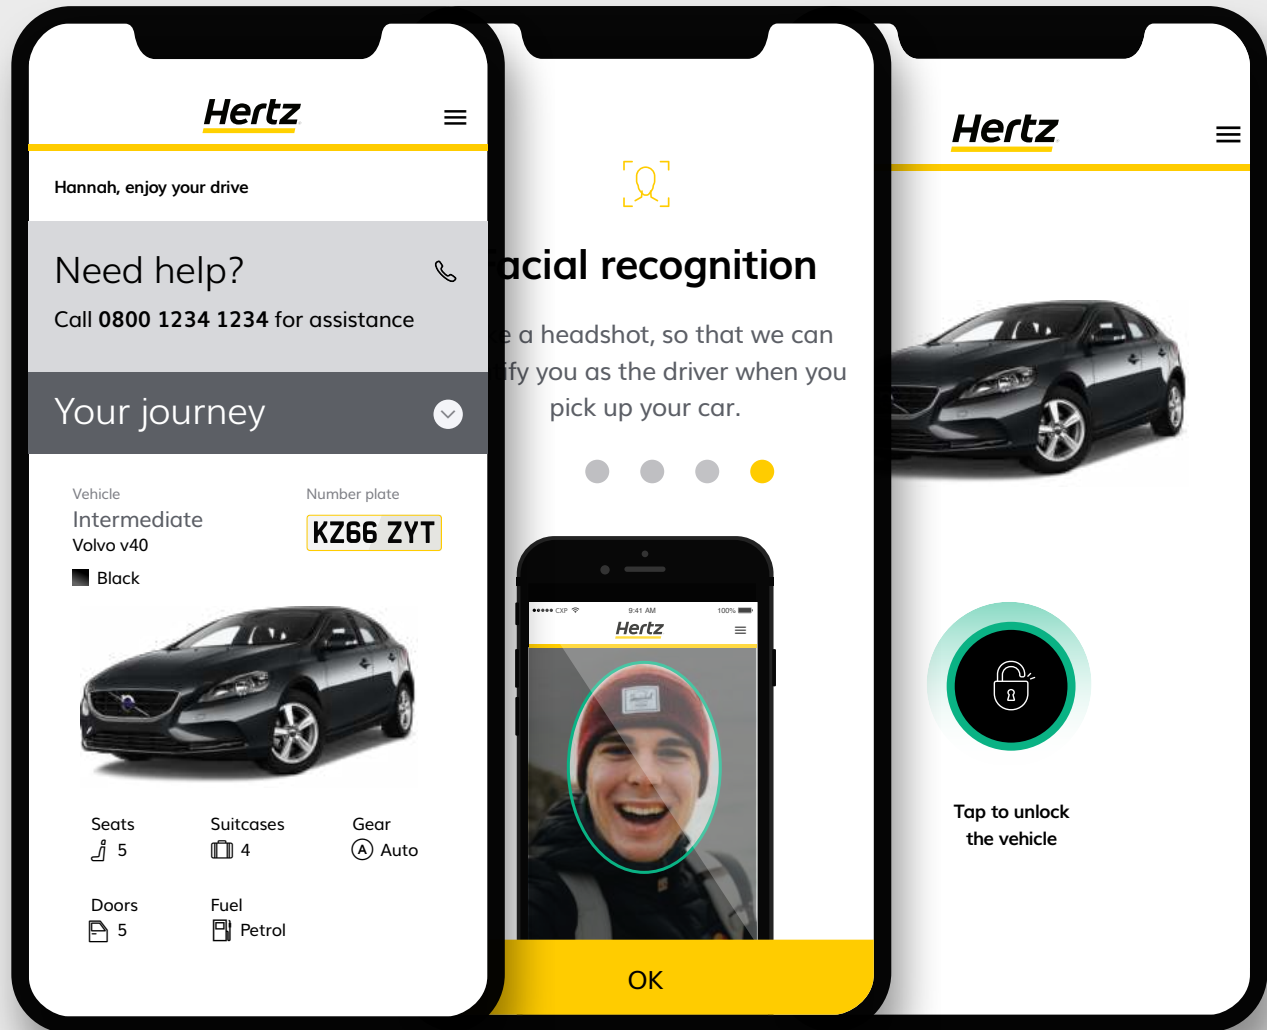 Hertz
Hannah, enjoy your drive
Need help?
Call 0800 1234 1234 for assistance
Your journey
Vehicle
Number plate
Intermediate
KZ66 ZYT
Volvo v40
Black
Seats
Suitcases
Gear
5
4
A Auto
Doors
Fuel
5
Petrol
acial recognition
e a headshot, so that we can
ify you as the driver when you
pick up your car.
CXP
9:41 AM
100%
Hertz
OK
Hertz
Tap to unlock
the vehicle